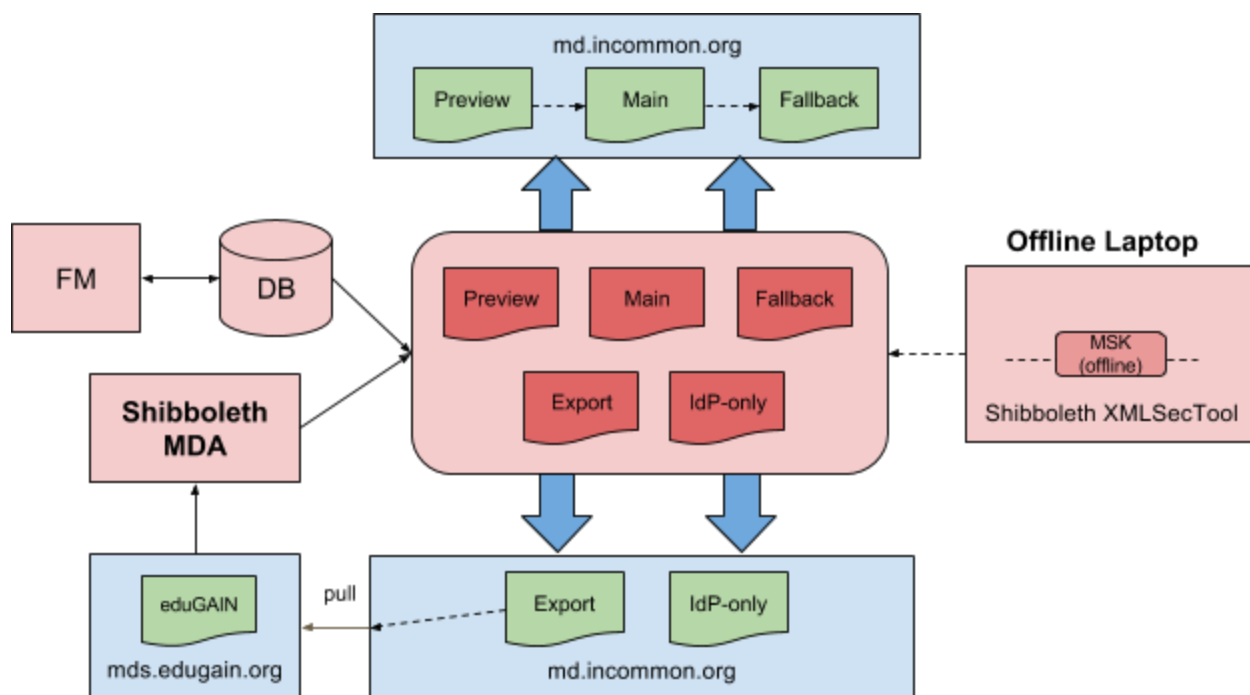 md.incommon.org
Preview
Main
Fallback
FM
DB
Offline Laptop
Preview
Main
Fallback
MSK
(offline)
Export
IdP-only
Shibboleth XMLSecTool
Shibboleth
MDA
pull
eduGAIN
Export
IdP-only
mds.edugain.org
md.incommon.org